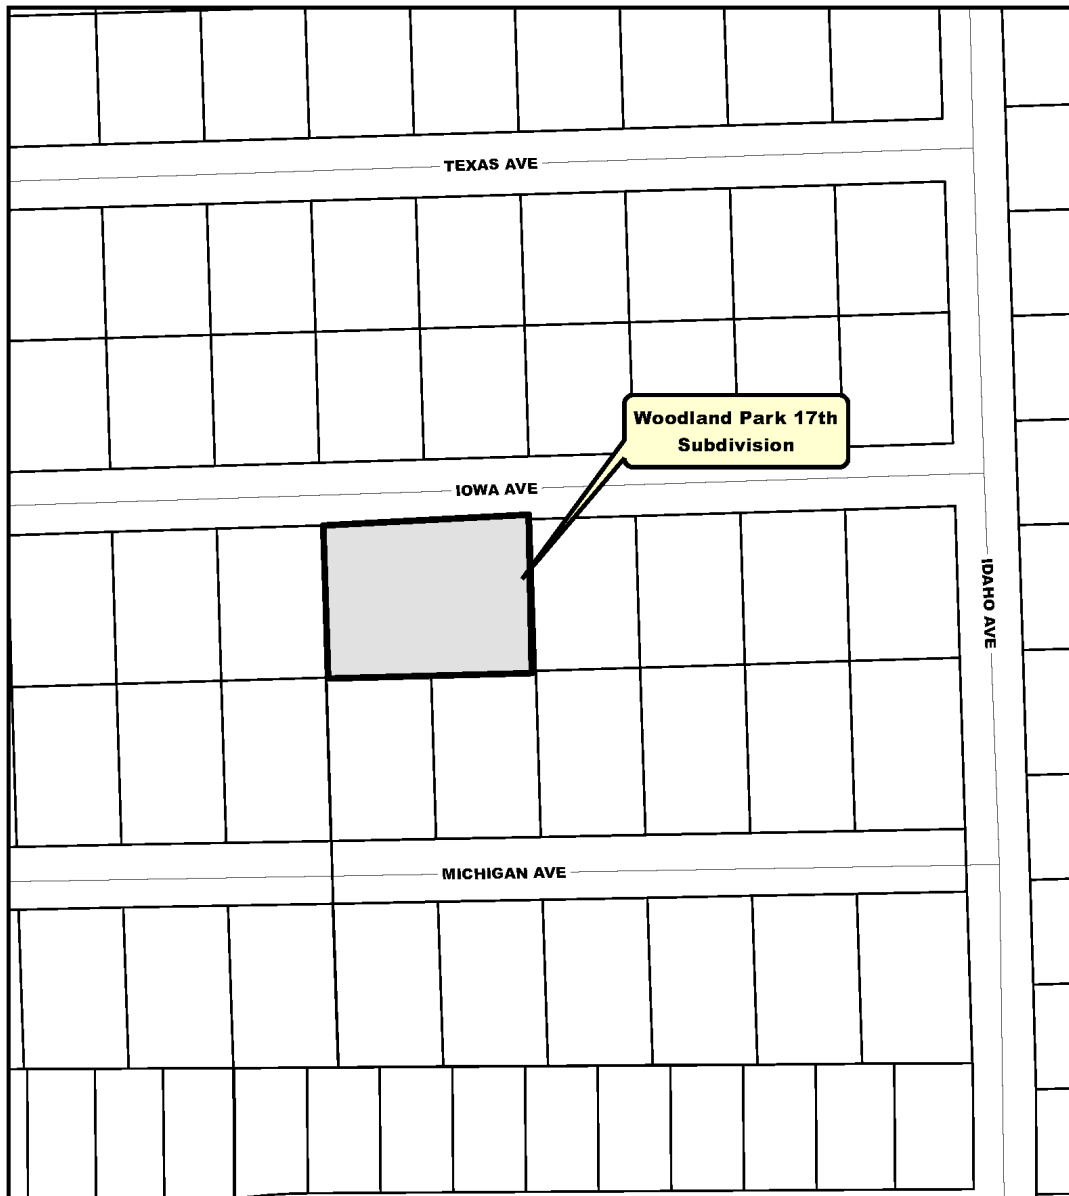 TEXAS AVE
Woodland Park 17th
Subdivision
IOWA AVE
IDAHO AVE
MICHIGAN AVE